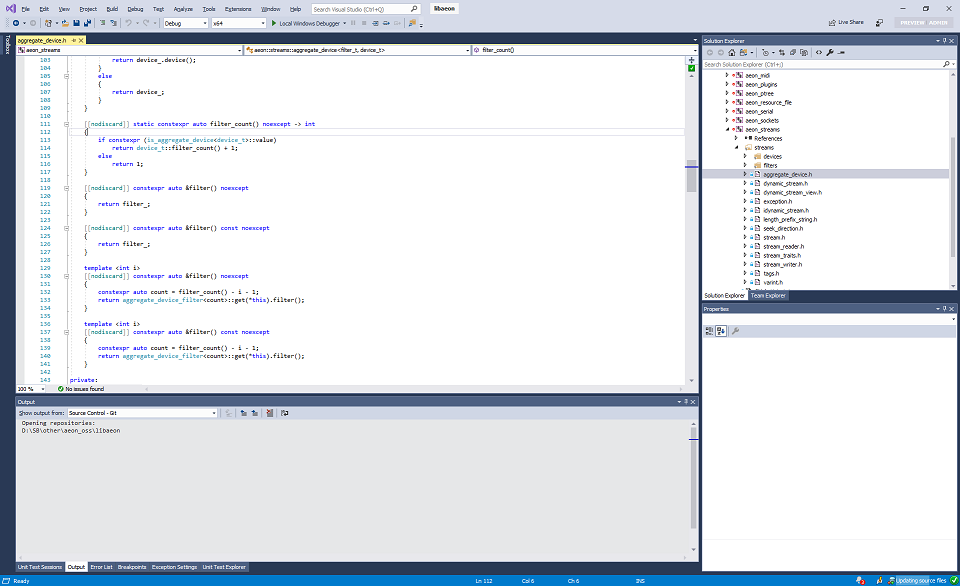 File Edit View Project Build Debug Test Analyze Tools Extensions Window Help Search Visual Studio (Ctrl+Q) libaeon
Debug x64 Local Windows Debugger Live Share PREVIEW ADMIN
Toolbox
aggregate_device.h
aeon_streams aeon::streams::aggregate_device<filter_t, device_t> filter_count()
103 return device_.device();
104 }
105 else
106 {
107 return device_;
108 }
109 }
110
111 [[nodiscard]] static constexpr auto filter_count() noexcept -> int
112 {
113 if constexpr (is_aggregate_device<device_t>::value)
114 return device_t::filter_count() + 1;
115 else
116 return 1;
117 }
118
119 [[nodiscard]] constexpr auto &filter() noexcept
120 {
121 return filter_;
122 }
123
124 [[nodiscard]] constexpr auto &filter() const noexcept
125 {
126 return filter_;
127 }
128
129 template <int i>
130 [[nodiscard]] constexpr auto &filter() noexcept
131 {
132 constexpr auto count = filter_count() - i - 1;
133 return aggregate_device_filter<count>::get(*this).filter();
134 }
135
136 template <int i>
137 [[nodiscard]] constexpr auto &filter() const noexcept
138 {
139 constexpr auto count = filter_count() - i - 1;
140 return aggregate_device_filter<count>::get(*this).filter();
141 }
142
143 private:
100 % No issues found
Output
Show output from: Source Control - Git
Opening repositories:
D:\SB\other\aeon_oss\libaeon
Unit Test Sessions Output Error List Breakpoints Exception Settings Unit Test Explorer
Solution Explorer
Search Solution Explorer (Ctrl+;)
aeon_midi
aeon_plugins
aeon_ptree
aeon_resource_file
aeon_serial
aeon_sockets
aeon_streams
References
streams
devices
filters
aggregate_device.h
dynamic_stream.h
dynamic_stream_view.h
exception.h
idynamic_stream.h
length_prefix_string.h
seek_direction.h
stream.h
stream_reader.h
stream_traits.h
stream_writer.h
tags.h
varint.h
Solution Explorer Team Explorer
Properties
Ready Ln 112 Col 6 Ch 6 INS Updating source files